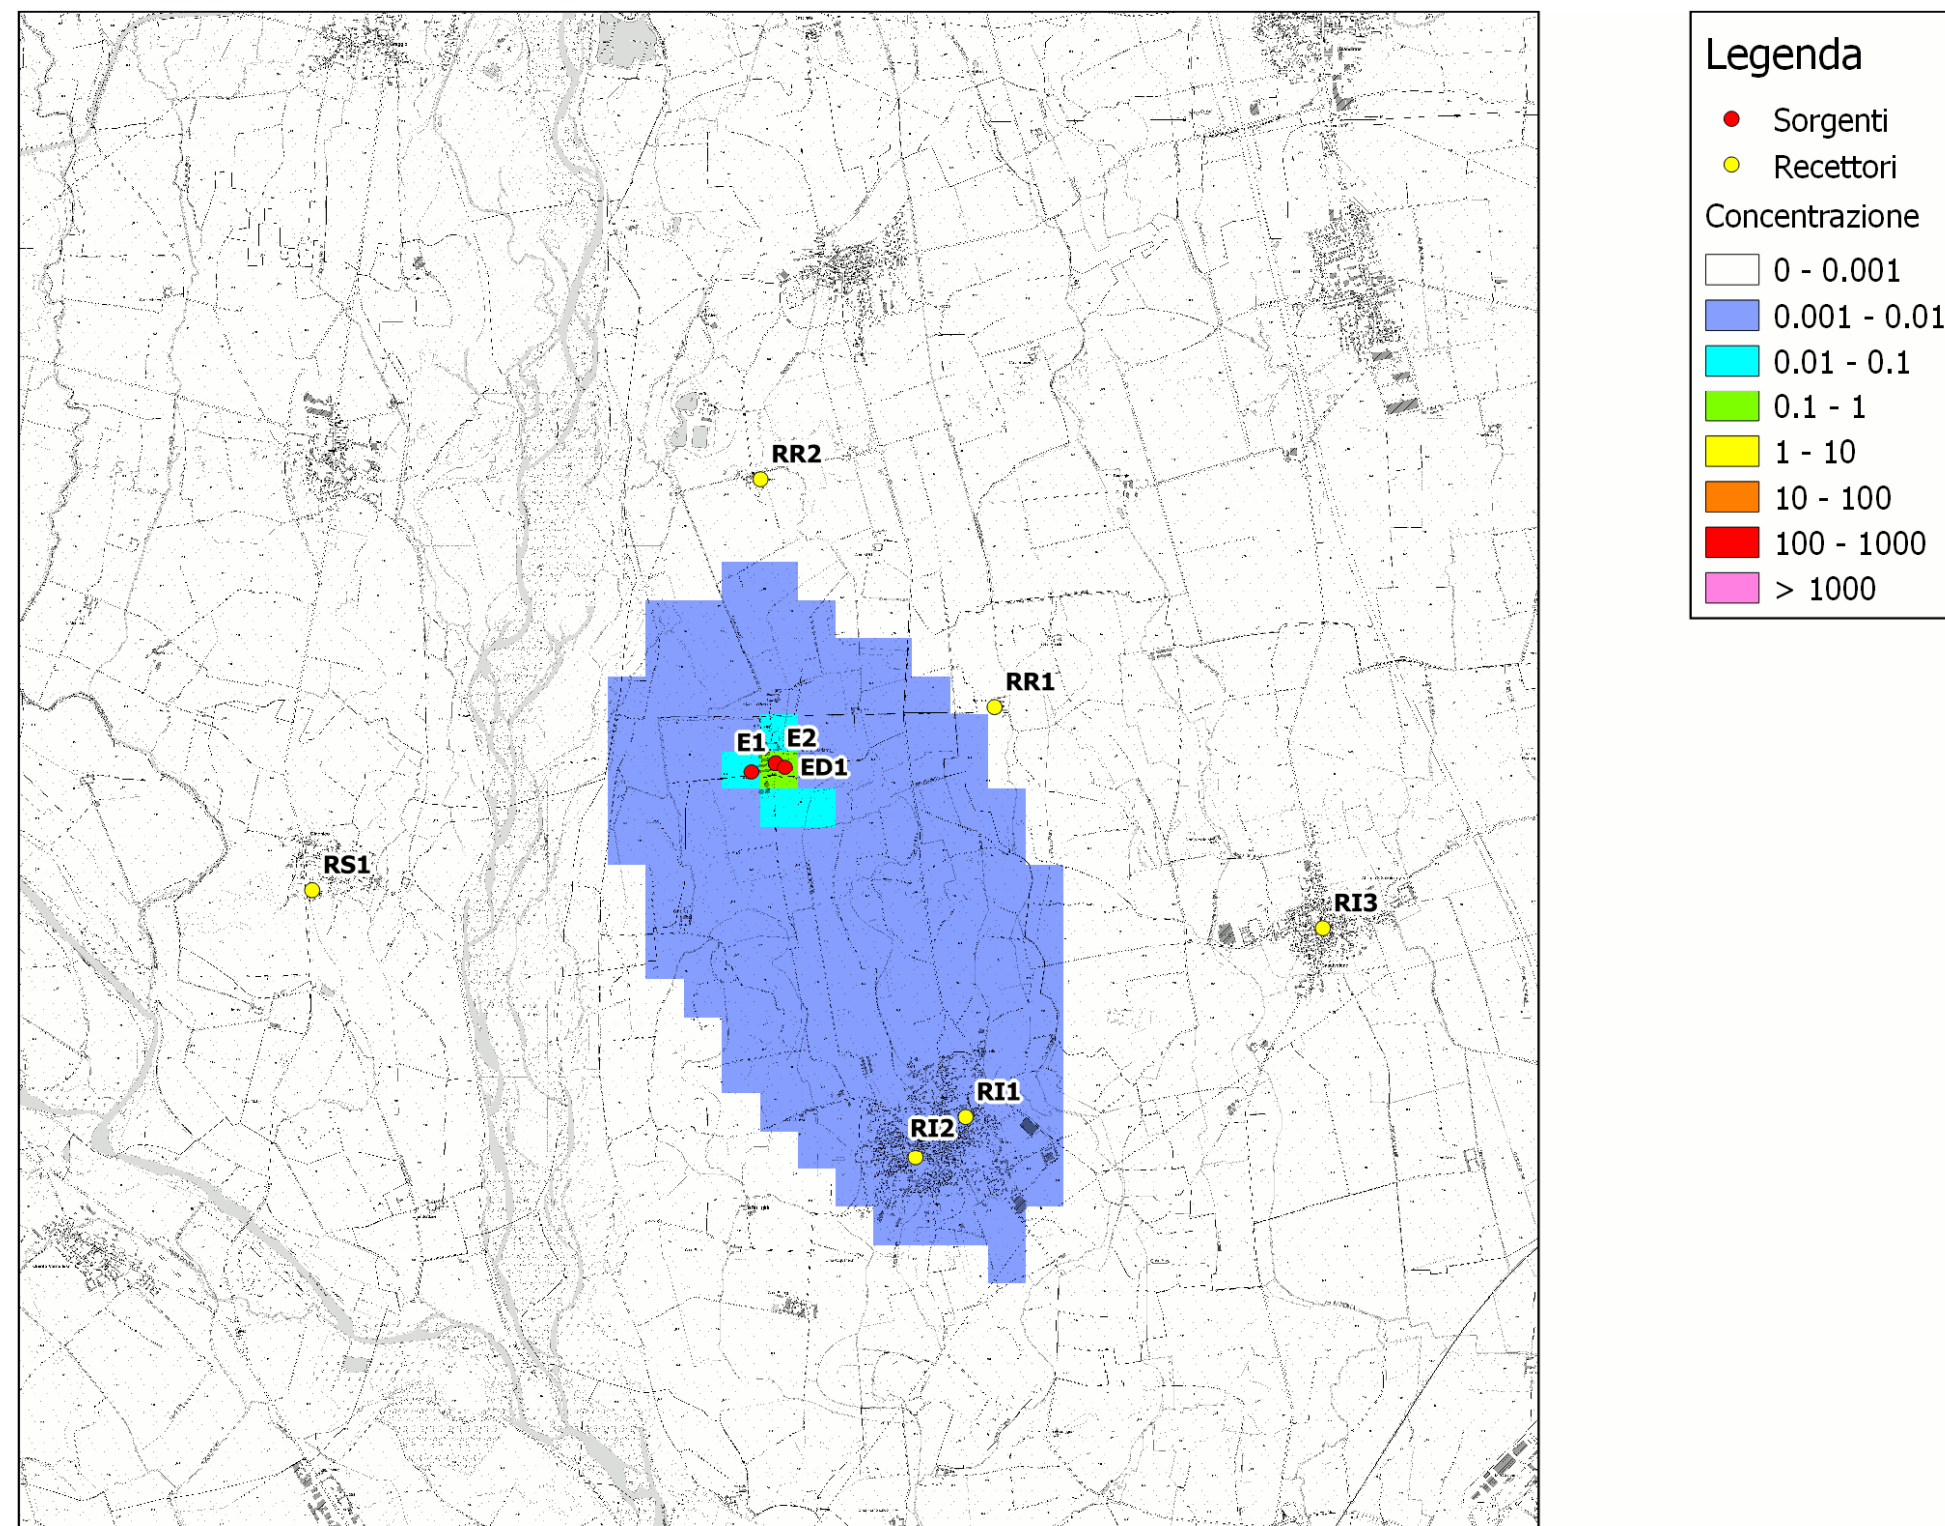 Legenda
Sorgenti
Recettori
Concentrazione
0 - 0.001
0.001 - 0.01
0.01 - 0.1
0.1 - 1
1 - 10
10 - 100
100 - 1000
> 1000
RR2
RR1
E1
E2
ED1
RS1
RI3
RI1
RI2